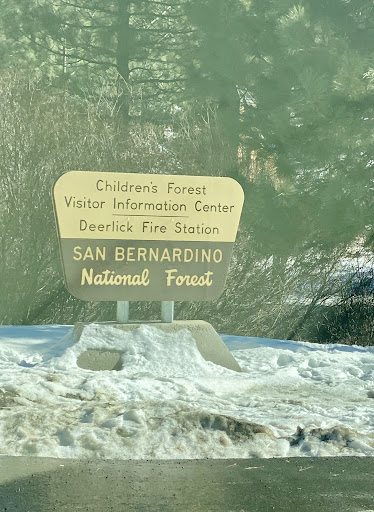 Children's Forest
Visitor Information Center
Deerlick Fire Station
SAN BERNARDINO
National Forest